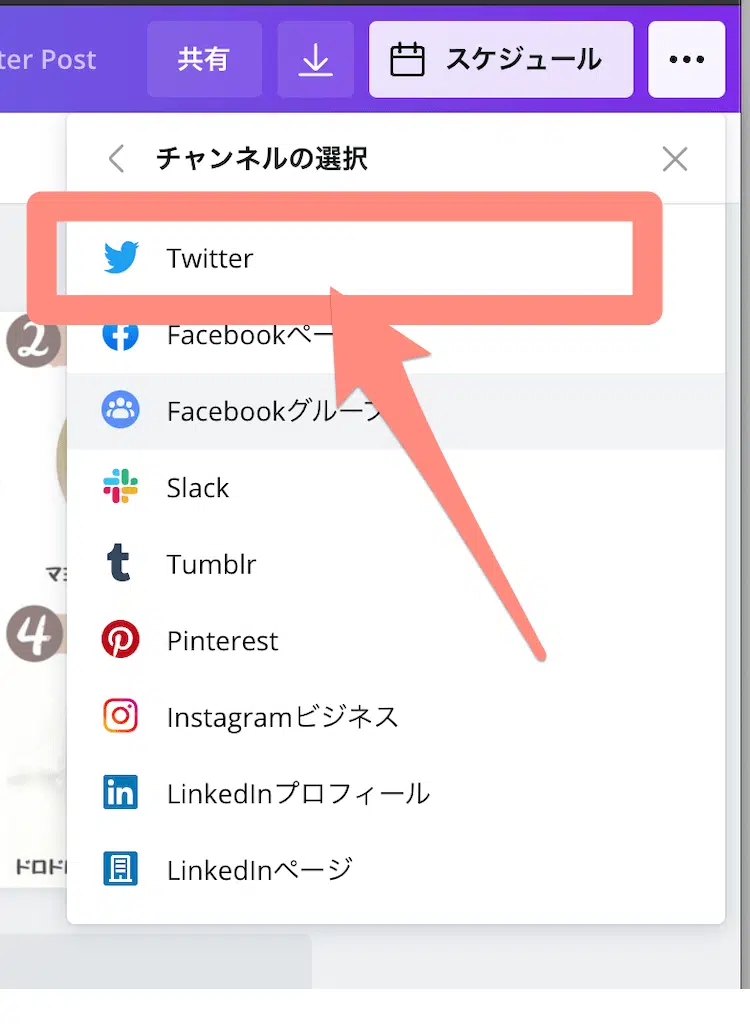 ter Post
共有
スケジュール
チャンネルの選択
Twitter
Facebookペー
2
Facebookグループ
Slack
Tumblr
マヨ
4
Pinterest
Instagramビジネス
LinkedInプロフィール
ドロド
LinkedInページ